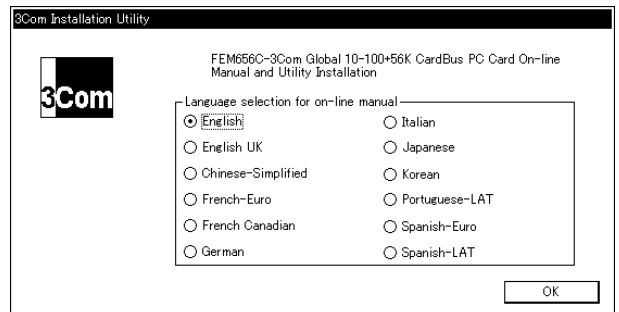 3Com Installation Utility
3Com
FEM656C-3Com Global 10-100+56K CardBus PC Card On-line
Manual and Utility Installation
Language selection for on-line manual
English
English UK
Chinese-Simplified
French-Euro
French Canadian
German
Italian
Japanese
Korean
Portuguese-LAT
Spanish-Euro
Spanish-LAT
OK